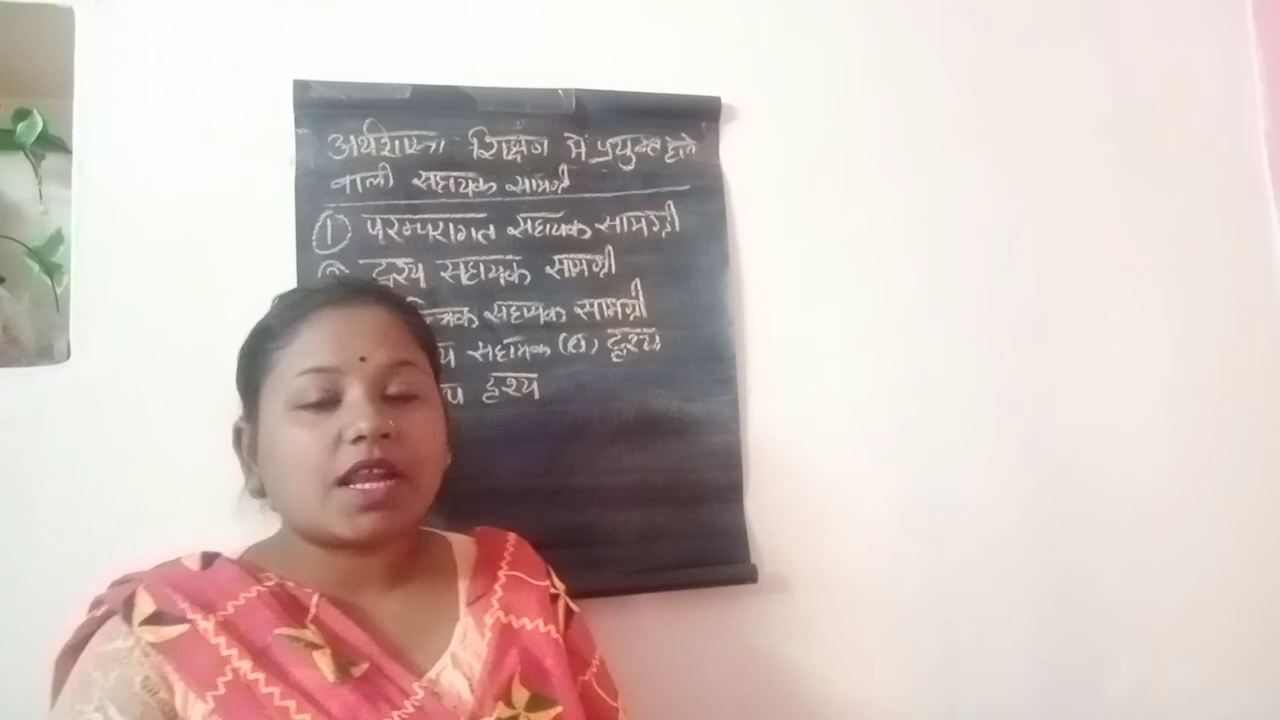 अर्थशास्त्र शिक्षण में प्रयुक्त होने
वाली सहायक सामग्री
① परम्परागत सहायक सामग्री
② दृश्य सहायक सामग्री
सहायक सामग्री
सहायक (ब) दृश्य
दृश्य